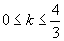 0 ≤ k ≤ 4/3